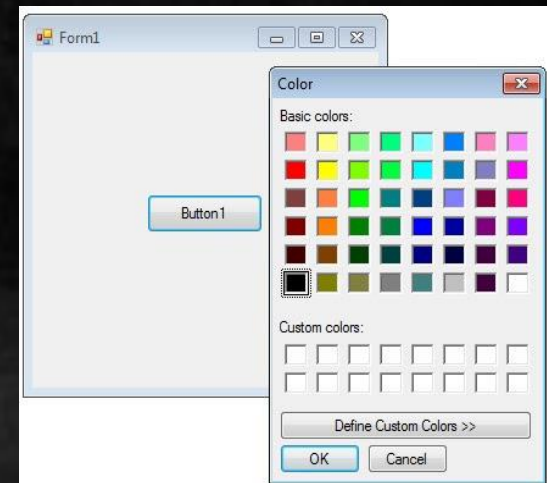 Form1
Button1
Color
Basic colors:
Custom colors:
Define Custom Colors >>
OK
Cancel